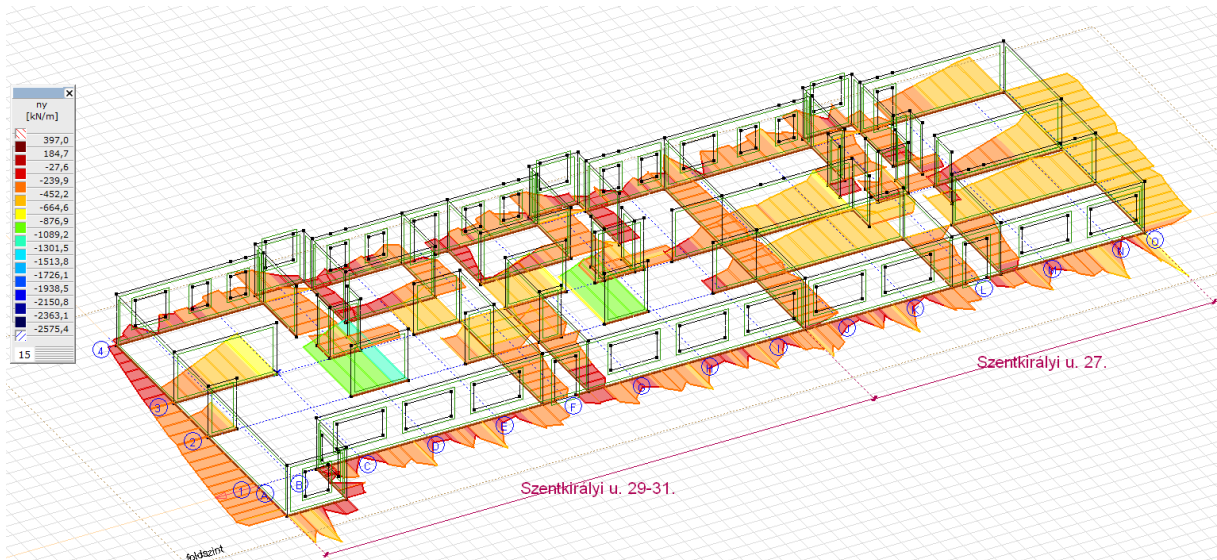 ny
[kN/m]
397,0
184,7
-27,6
-239,9
-452,2
-664,6
-876,9
-1089,2
-1301,5
-1513,8
-1726,1
-1938,5
-2150,8
-2363,1
-2575,4
15
4
3
2
1
A
B
C
D
E
F
G
H
I
J
K
L
M
N
O
Szentkirályi u. 27.
Szentkirályi u. 29-31.
földszint